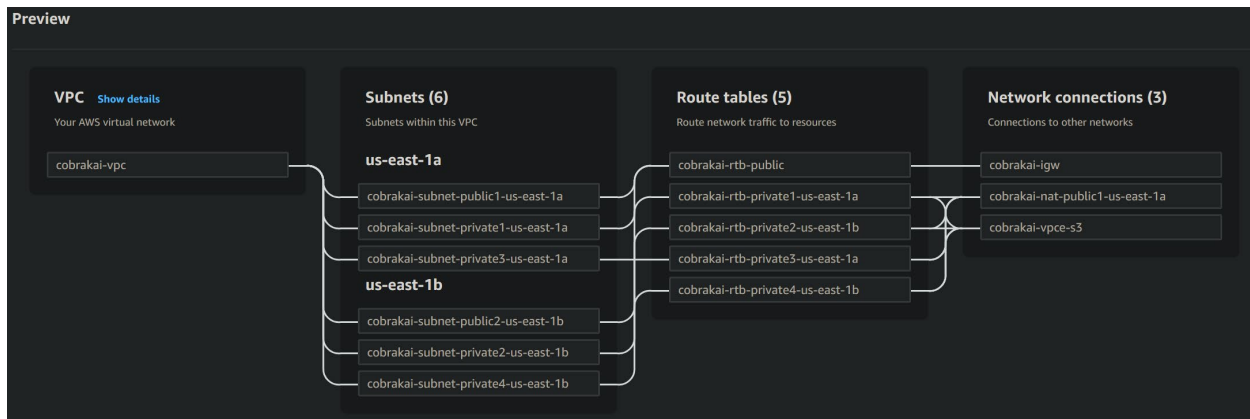 Preview
VPC Show details
Your AWS virtual network
cobrakai-vpc
Subnets (6)
Subnets within this VPC
us-east-1a
cobrakai-subnet-public1-us-east-1a
cobrakai-subnet-private1-us-east-1a
cobrakai-subnet-private3-us-east-1a
us-east-1b
cobrakai-subnet-public2-us-east-1b
cobrakai-subnet-private2-us-east-1b
cobrakai-subnet-private4-us-east-1b
Route tables (5)
Route network traffic to resources
cobrakai-rtb-public
cobrakai-rtb-private1-us-east-1a
cobrakai-rtb-private2-us-east-1b
cobrakai-rtb-private3-us-east-1a
cobrakai-rtb-private4-us-east-1b
Network connections (3)
Connections to other networks
cobrakai-igw
cobrakai-nat-public1-us-east-1a
cobrakai-vpce-s3